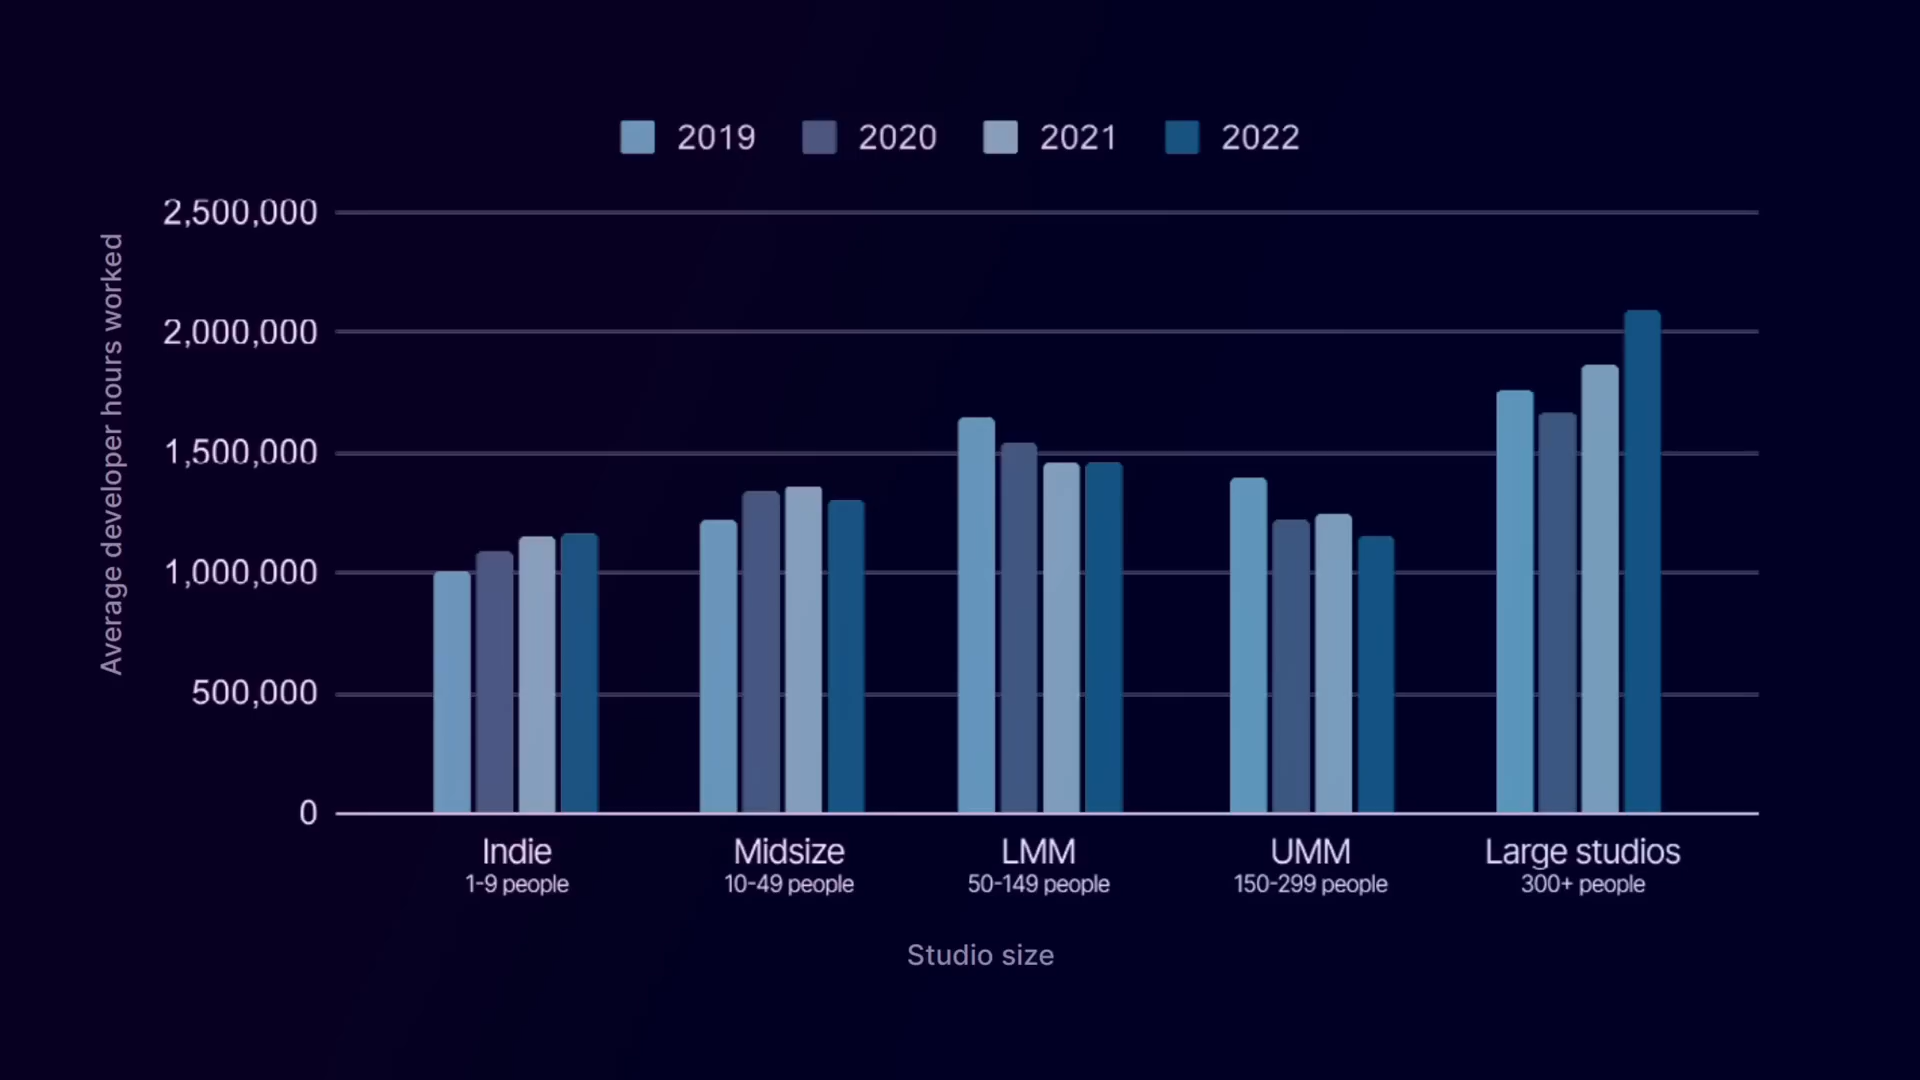 2019 2020 2021 2022
Average developer hours worked
2,500,000
2,000,000
1,500,000
1,000,000
500,000
0
Indie Midsize LMM UMM Large studios
1-9 people 10-49 people 50-149 people 150-299 people 300+ people
Studio size